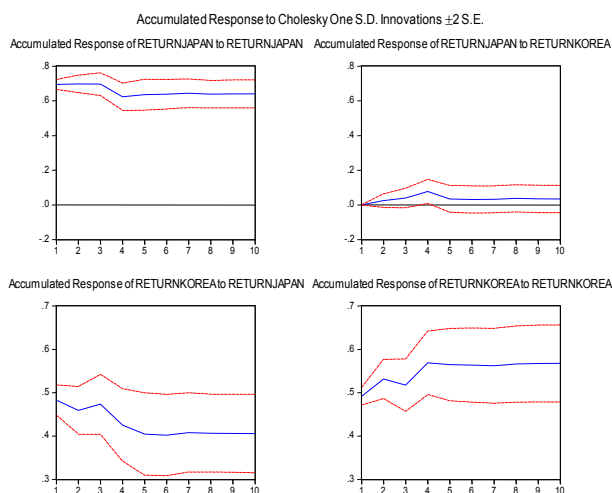 Accumulated Response to Cholesky One S.D. Innovations ±2 S.E.
Accumulated Response of RETURNJAPAN to RETURNJAPAN
.8
.6
.4
.2
.0
-.2
1 2 3 4 5 6 7 8 9 10
Accumulated Response of RETURNJAPAN to RETURNKOREA
.8
.6
.4
.2
.0
-.2
1 2 3 4 5 6 7 8 9 10
Accumulated Response of RETURNKOREA to RETURNJAPAN
.7
.6
.5
.4
.3
1 2 3 4 5 6 7 8 9 10
Accumulated Response of RETURNKOREA to RETURNKOREA
.7
.6
.5
.4
.3
1 2 3 4 5 6 7 8 9 10